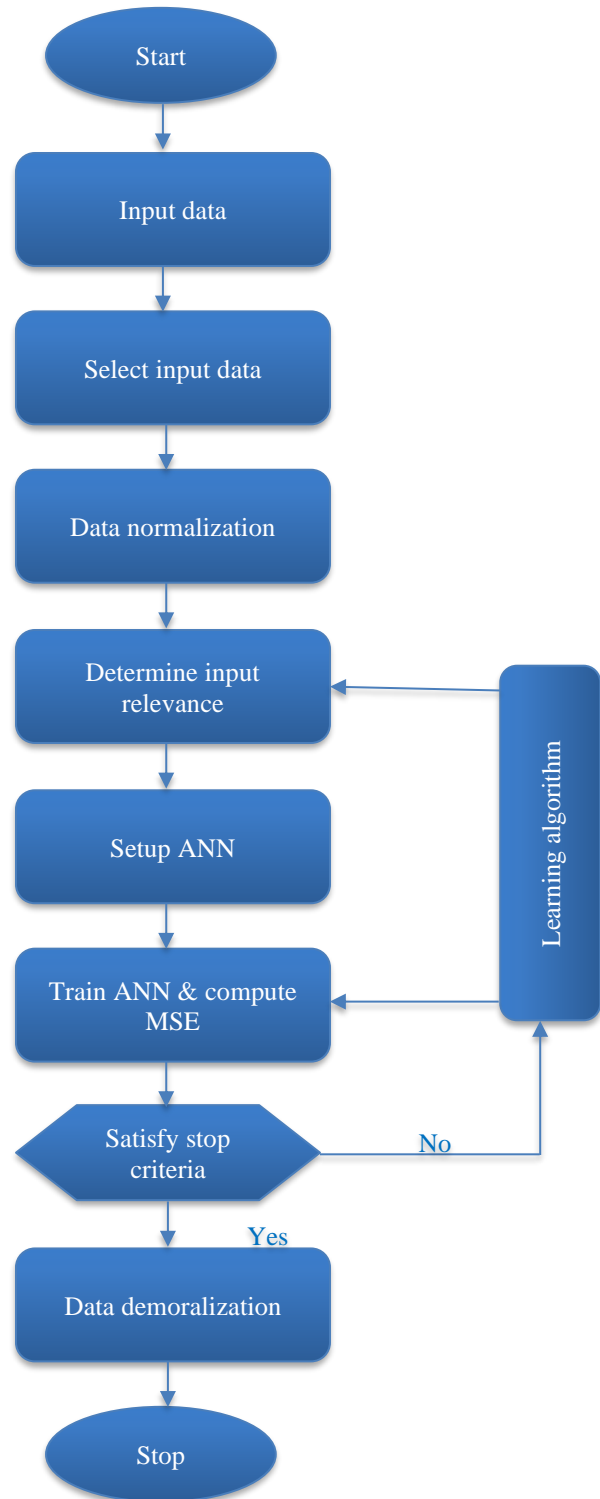 Start
Input data
Select input data
Data normalization
Determine input
relevance
Learning algorithm
Setup ANN
Train ANN & compute
MSE
Satisfy stop
criteria
No
Yes
Data demoralization
Stop